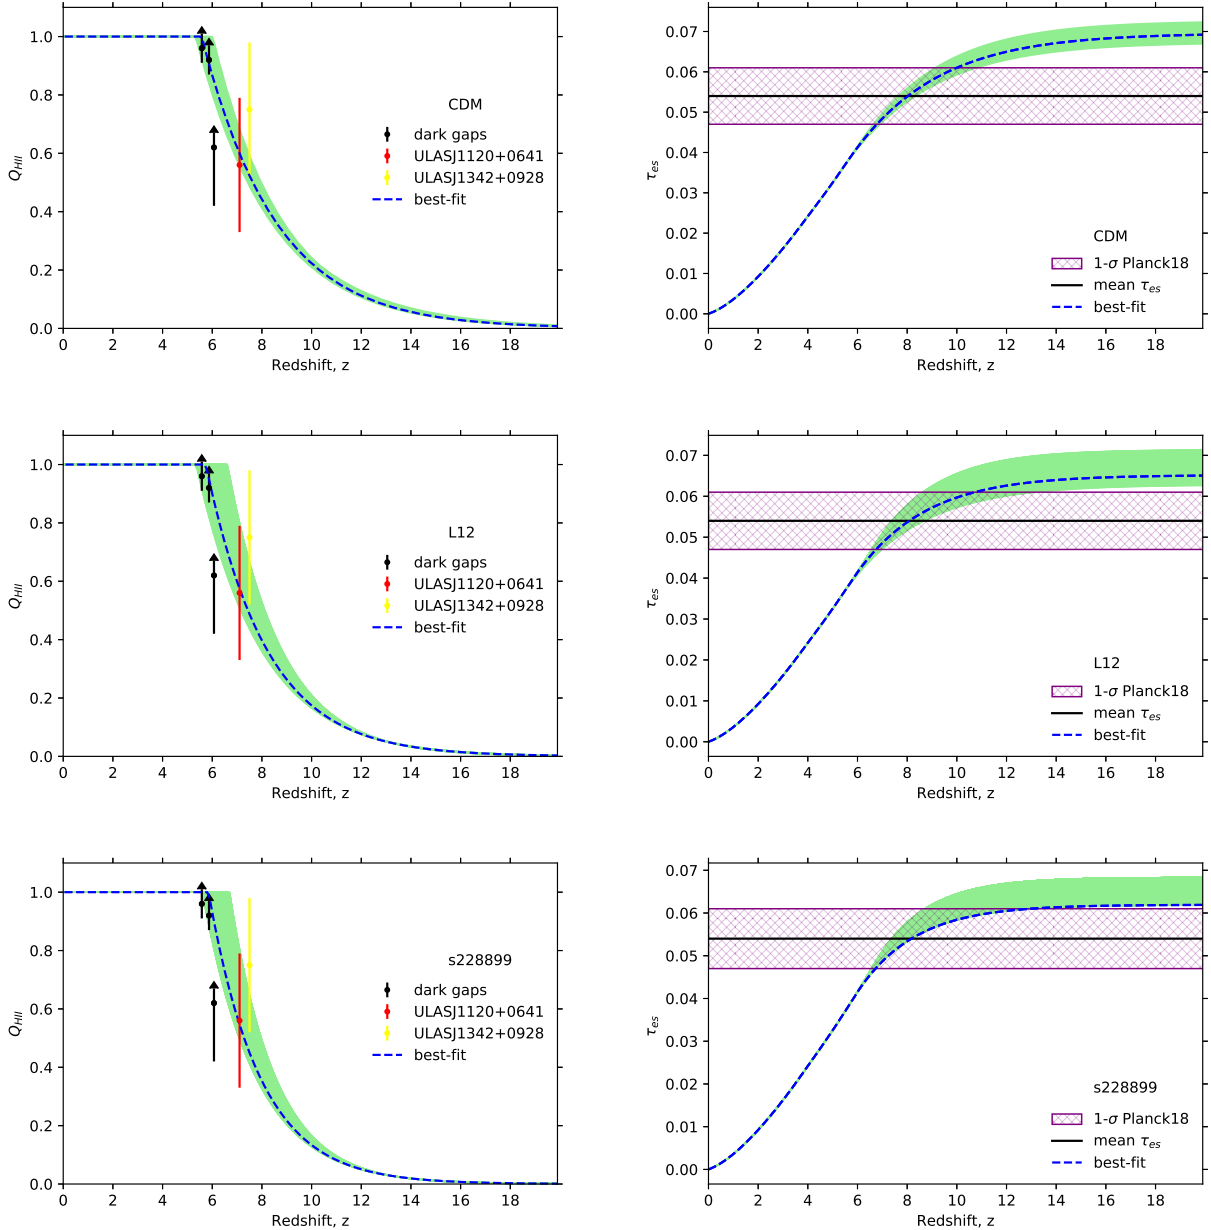 1.0
0.8
0.6
0.4
0.2
0.0
Q_HII
CDM
dark gaps
ULASJ1120+0641
ULASJ1342+0928
best-fit
0 2 4 6 8 10 12 14 16 18
Redshift, z
0.07
0.06
0.05
0.04
0.03
0.02
0.01
0.00
τ_es
CDM
1-σ Planck18
mean τ_es
best-fit
0 2 4 6 8 10 12 14 16 18
Redshift, z
1.0
0.8
0.6
0.4
0.2
0.0
Q_HII
L12
dark gaps
ULASJ1120+0641
ULASJ1342+0928
best-fit
0 2 4 6 8 10 12 14 16 18
Redshift, z
0.07
0.06
0.05
0.04
0.03
0.02
0.01
0.00
τ_es
L12
1-σ Planck18
mean τ_es
best-fit
0 2 4 6 8 10 12 14 16 18
Redshift, z
1.0
0.8
0.6
0.4
0.2
0.0
Q_HII
s228899
dark gaps
ULASJ1120+0641
ULASJ1342+0928
best-fit
0 2 4 6 8 10 12 14 16 18
Redshift, z
0.07
0.06
0.05
0.04
0.03
0.02
0.01
0.00
τ_es
s228899
1-σ Planck18
mean τ_es
best-fit
0 2 4 6 8 10 12 14 16 18
Redshift, z